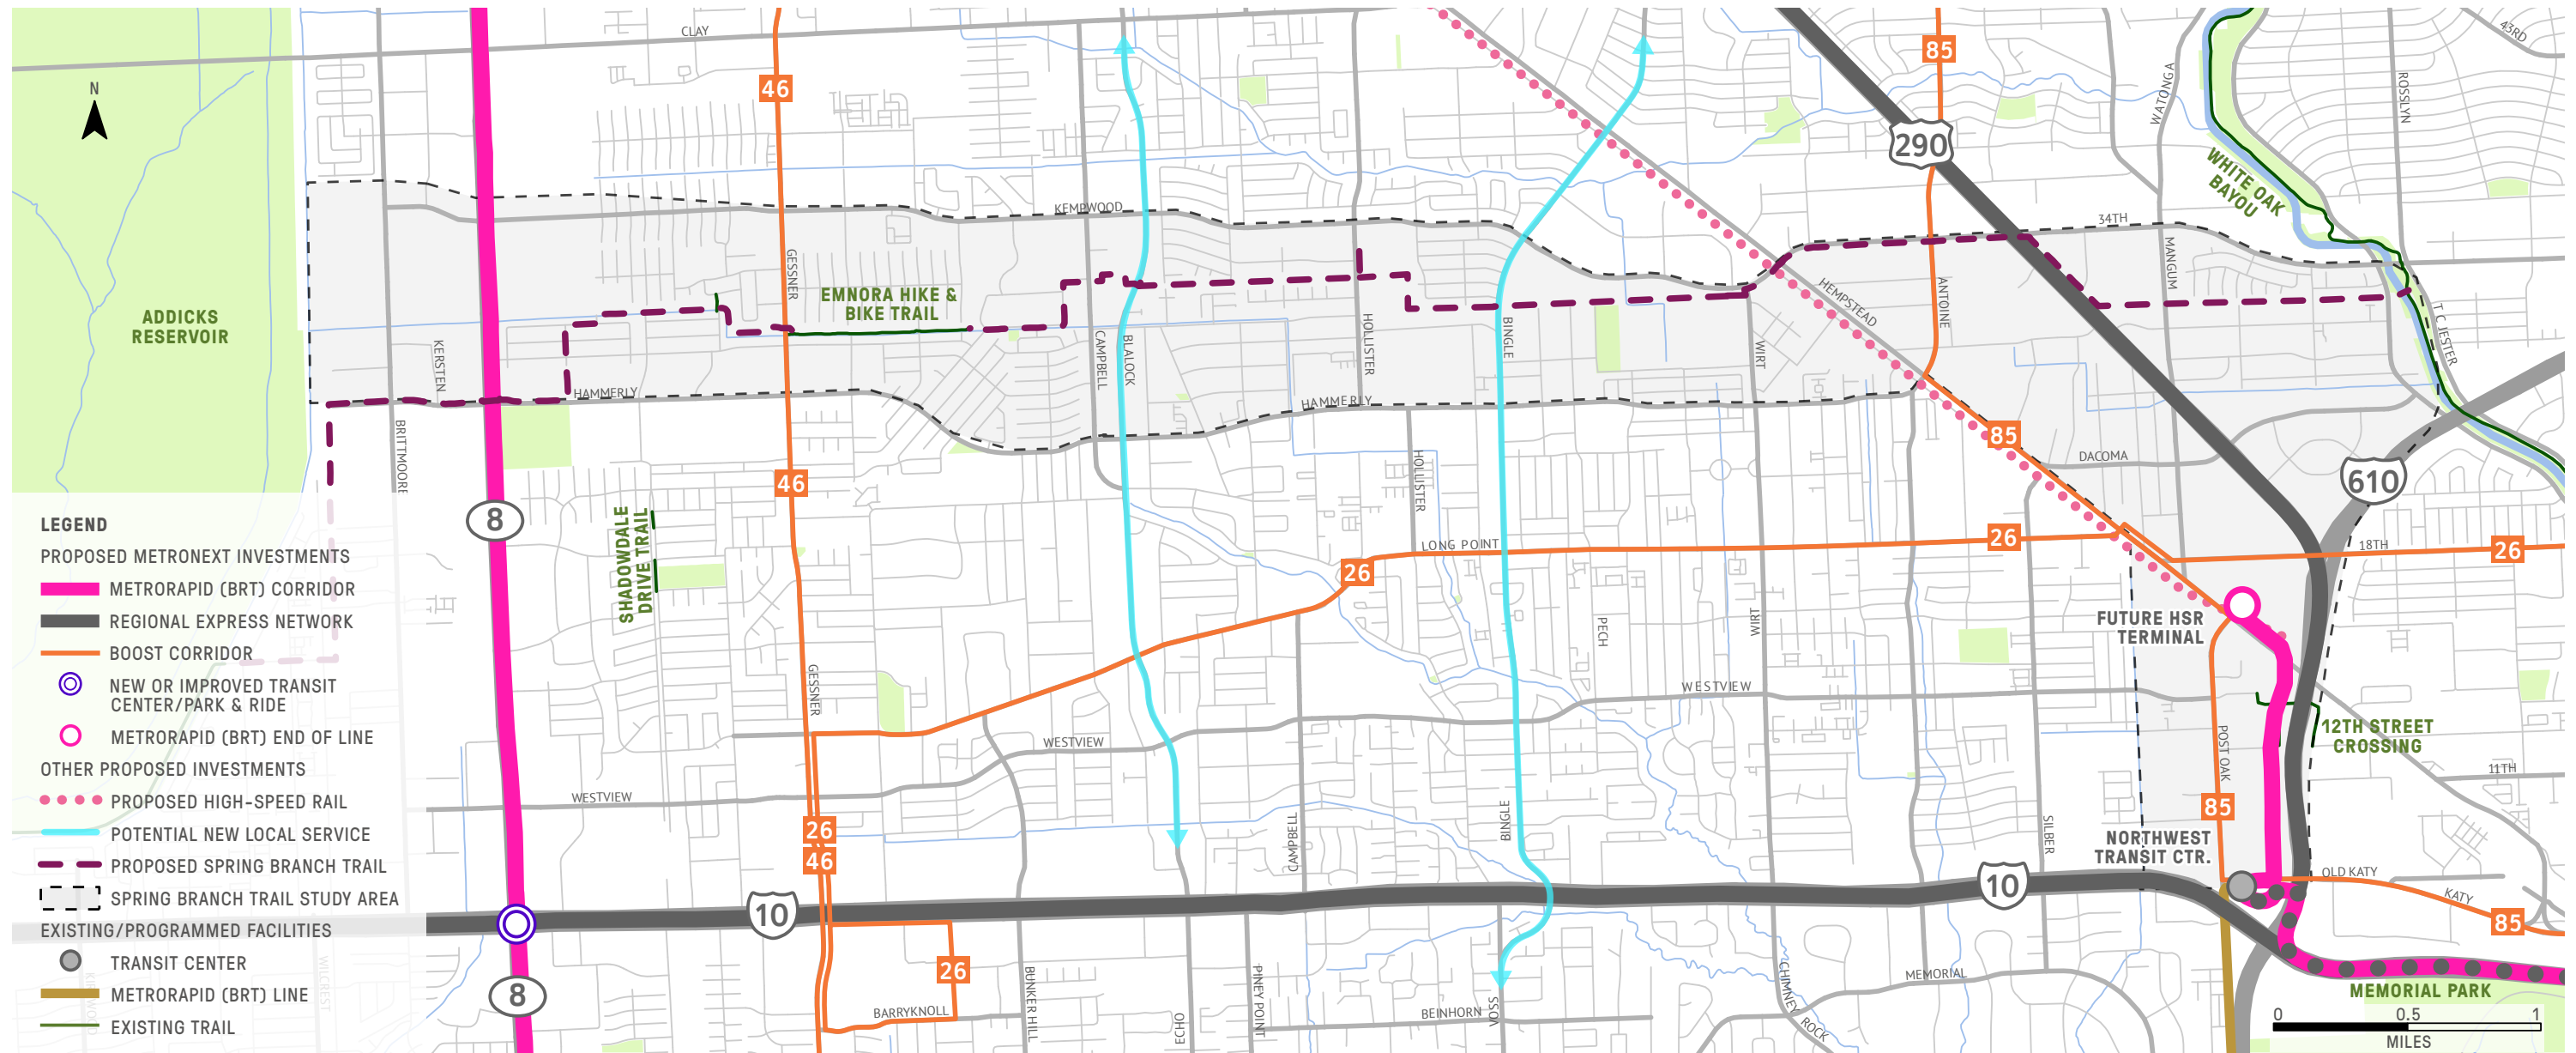 CLAY
43RD
85
46
N
WATONGA
ROSSLYN
290
WHITE OAK
BAYOU
KEMPWOOD
34TH
GESSNER
MANGUM
EMNORA HIKE &
BIKE TRAIL
ANTOINE
HEMPSTEAD
ADDICKS
RESERVOIR
KERSTEN
CAMPBELL
BLALOCK
HOLLISTER
BINGLE
WIRT
T C JESTER
HAMMERLY
HAMMERLY
BRITTMOORE
85
DACOMA
HOLLISTER
46
610
8
SHADOWDALE
DRIVE TRAIL
LONG POINT
26
18TH
26
26
LEGEND
PROPOSED METRONEXT INVESTMENTS
METRORAPID (BRT) CORRIDOR
REGIONAL EXPRESS NETWORK
BOOST CORRIDOR
NEW OR IMPROVED TRANSIT
CENTER/PARK & RIDE
METRORAPID (BRT) END OF LINE
OTHER PROPOSED INVESTMENTS
PROPOSED HIGH-SPEED RAIL
POTENTIAL NEW LOCAL SERVICE
PROPOSED SPRING BRANCH TRAIL
SPRING BRANCH TRAIL STUDY AREA
EXISTING/PROGRAMMED FACILITIES
TRANSIT CENTER
METRORAPID (BRT) LINE
EXISTING TRAIL
PECH
WIRT
FUTURE HSR
TERMINAL
GESSNER
WESTVIEW
WESTVIEW
WESTVIEW
POST OAK
12TH STREET
CROSSING
11TH
26
46
CAMPBELL
BINGLE
SILBER
85
NORTHWEST
TRANSIT CTR.
OLD KATY
KATY
85
10
10
26
8
WILCREST
BARRYKNOLL
BUNKER HILL
ECHO
PINEY POINT
BEINHORN
VOSS
CHIMNEY ROCK
MEMORIAL
MEMORIAL PARK
0
0.5
1
MILES